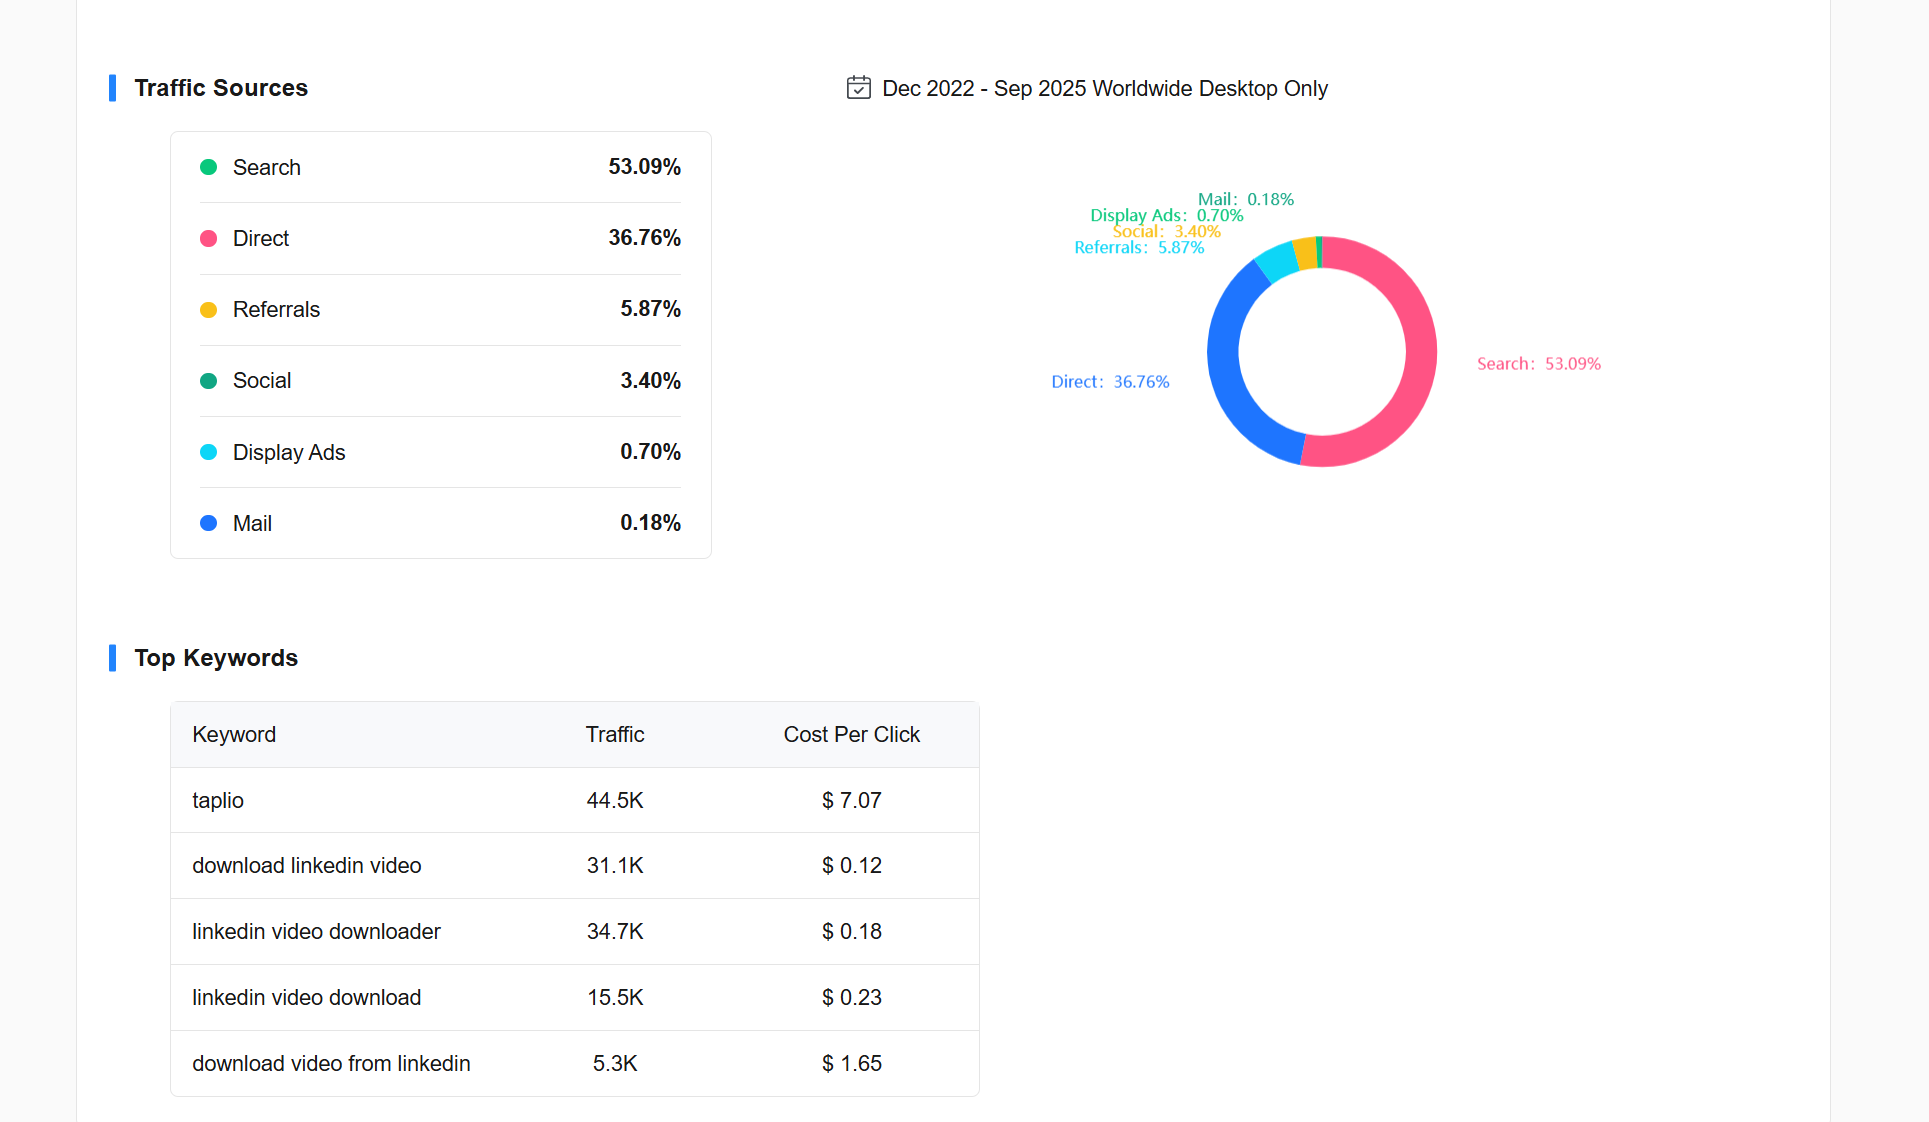 Traffic Sources
Dec 2022 - Sep 2025 Worldwide Desktop Only
Search 53.09%
Direct 36.76%
Referrals 5.87%
Social 3.40%
Display Ads 0.70%
Mail 0.18%
Mail: 0.18%
Display Ads: 0.70%
Social: 3.40%
Referrals: 5.87%
Direct: 36.76%
Search: 53.09%
Top Keywords
Keyword Traffic Cost Per Click
taplio 44.5K $ 7.07
download linkedin video 31.1K $ 0.12
linkedin video downloader 34.7K $ 0.18
linkedin video download 15.5K $ 0.23
download video from linkedin 5.3K $ 1.65